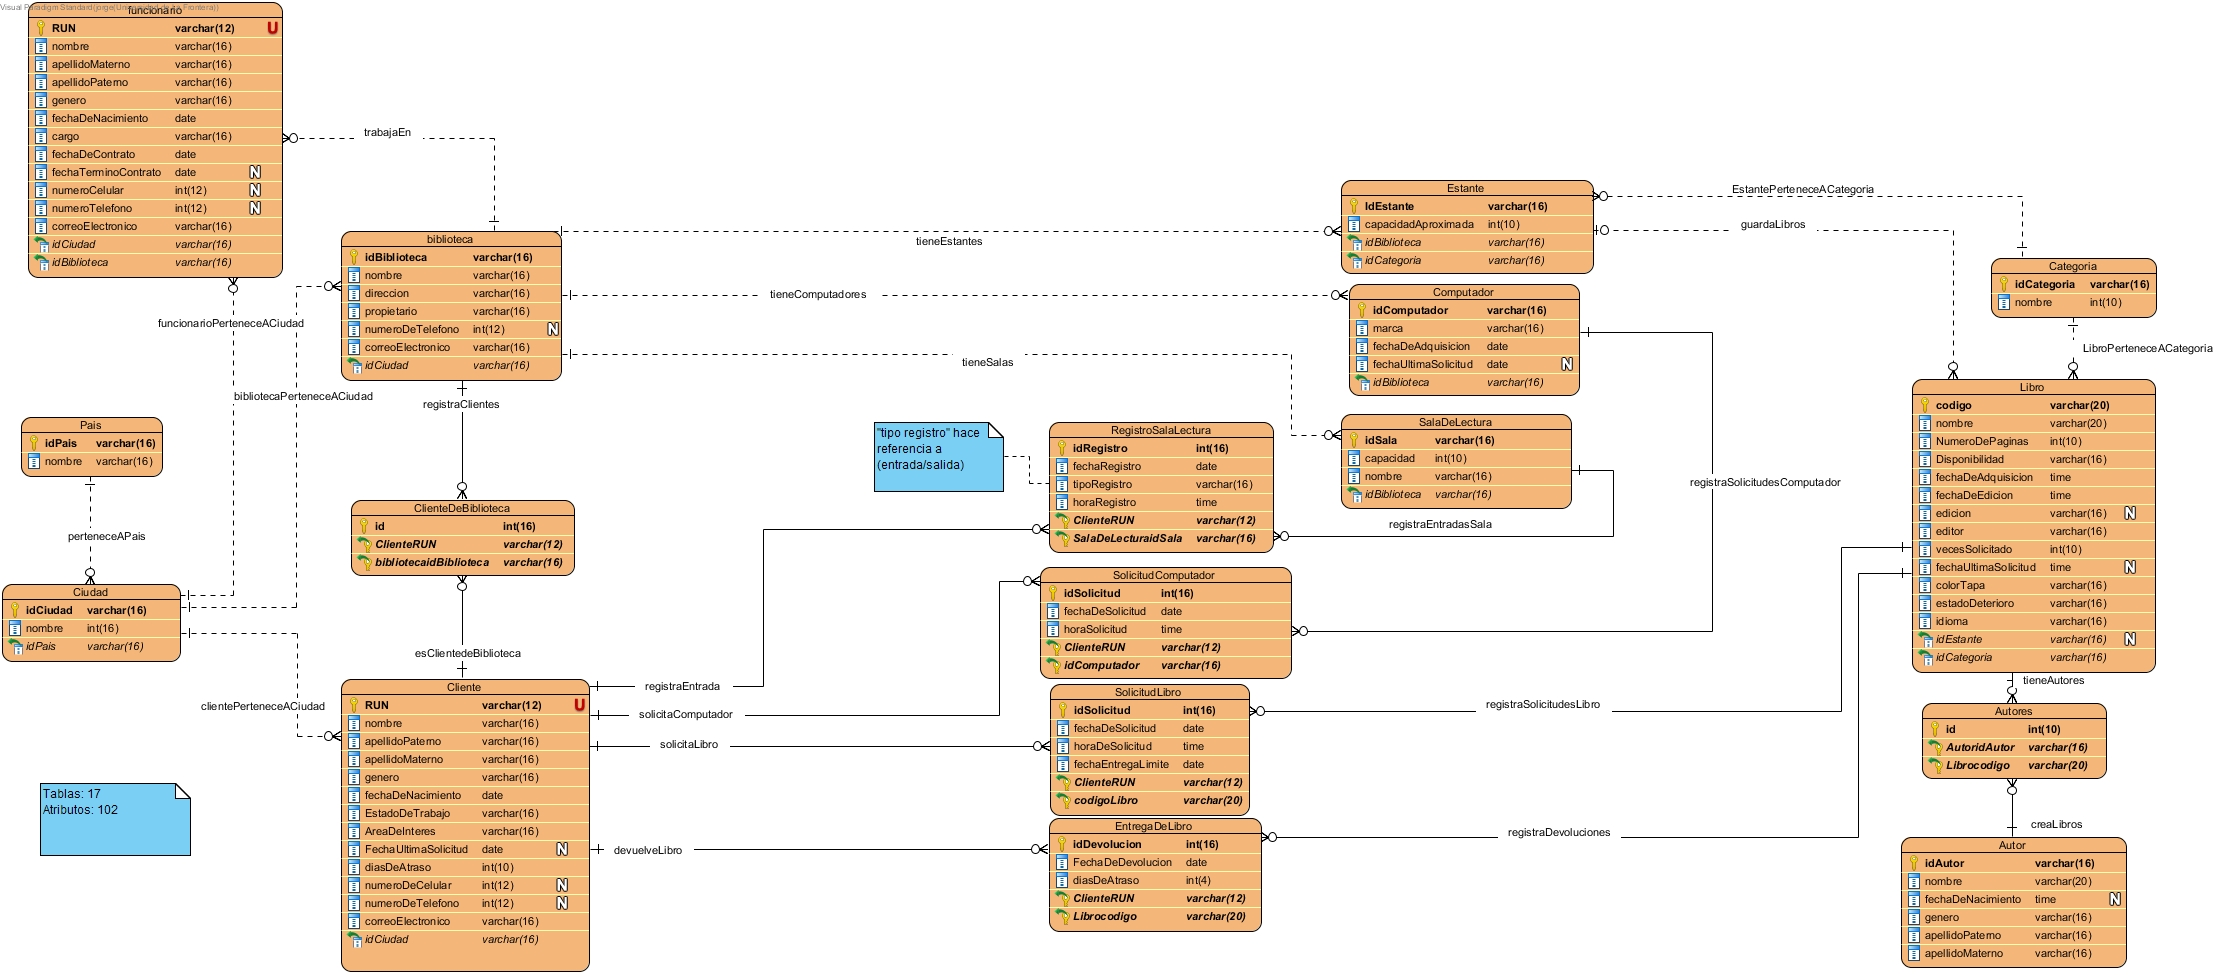 Visual Paradigm Standard(jorge(Universidad de la Frontera))
funcionario
RUN varchar(12) U
nombre varchar(16)
apellidoMaterno varchar(16)
apellidoPaterno varchar(16)
genero varchar(16)
fechaDeNacimiento date
cargo varchar(16)
fechaDeContrato date
fechaTerminoContrato date N
numeroCelular int(12) N
numeroTelefono int(12) N
correoElectronico varchar(16)
idCiudad varchar(16)
idBiblioteca varchar(16)
trabajaEn
funcionarioPerteneceACiudad
bibliotecaPerteneceACiudad
biblioteca
idBiblioteca varchar(16)
nombre varchar(16)
direccion varchar(16)
propietario varchar(16)
numeroDeTelefono int(12) N
correoElectronico varchar(16)
idCiudad varchar(16)
tieneEstantes
tieneComputadores
tieneSalas
registraClientes
Pais
idPais varchar(16)
nombre varchar(16)
perteneceAPais
Ciudad
idCiudad varchar(16)
nombre int(16)
idPais varchar(16)
clientePerteneceACiudad
ClienteDeBiblioteca
id int(16)
ClienteRUN varchar(12)
bibliotecaidBiblioteca varchar(16)
esClientedeBiblioteca
Cliente
RUN varchar(12) U
nombre varchar(16)
apellidoPaterno varchar(16)
apellidoMaterno varchar(16)
genero varchar(16)
fechaDeNacimiento date
EstadoDeTrabajo varchar(16)
AreaDeInteres varchar(16)
FechaUltimaSolicitud date N
diasDeAtraso int(10)
numeroDeCelular int(12) N
numeroDeTelefono int(12) N
correoElectronico varchar(16)
idCiudad varchar(16)
Tablas: 17
Atributos: 102
registraEntrada
solicitaComputador
solicitaLibro
devuelveLibro
"tipo registro" hace
referencia a
(entrada/salida)
RegistroSalaLectura
idRegistro int(16)
fechaRegistro date
tipoRegistro varchar(16)
horaRegistro time
ClienteRUN varchar(12)
SalaDeLecturaidSala varchar(16)
SolicitudComputador
idSolicitud int(16)
fechaDeSolicitud date
horaSolicitud time
ClienteRUN varchar(12)
idComputador varchar(16)
SolicitudLibro
idSolicitud int(16)
fechaDeSolicitud date
horaDeSolicitud time
fechaEntregaLimite date
ClienteRUN varchar(12)
codigoLibro varchar(20)
EntregaDeLibro
idDevolucion int(16)
FechaDeDevolucion date
diasDeAtraso int(4)
ClienteRUN varchar(12)
Librocodigo varchar(20)
Estante
IdEstante varchar(16)
capacidadAproximada int(10)
idBiblioteca varchar(16)
idCategoria varchar(16)
Computador
idComputador varchar(16)
marca varchar(16)
fechaDeAdquisicion date
fechaUltimaSolicitud date N
idBiblioteca varchar(16)
SalaDeLectura
idSala varchar(16)
capacidad int(10)
nombre varchar(16)
idBiblioteca varchar(16)
registraEntradasSala
registraSolicitudesComputador
registraSolicitudesLibro
registraDevoluciones
EstantePerteneceACategoria
guardaLibros
Categoria
idCategoria varchar(16)
nombre int(10)
LibroPerteneceACategoria
Libro
codigo varchar(20)
nombre varchar(20)
NumeroDePaginas int(10)
Disponibilidad varchar(16)
fechaDeAdquisicion time
fechaDeEdicion time
edicion varchar(16) N
editor varchar(16)
vecesSolicitado int(10)
fechaUltimaSolicitud time N
colorTapa varchar(16)
estadoDeterioro varchar(16)
idioma varchar(16)
idEstante varchar(16) N
idCategoria varchar(16)
tieneAutores
Autores
id int(10)
AutoridAutor varchar(16)
Librocodigo varchar(20)
creaLibros
Autor
idAutor varchar(16)
nombre varchar(20)
fechaDeNacimiento time N
genero varchar(16)
apellidoPaterno varchar(16)
apellidoMaterno varchar(16)